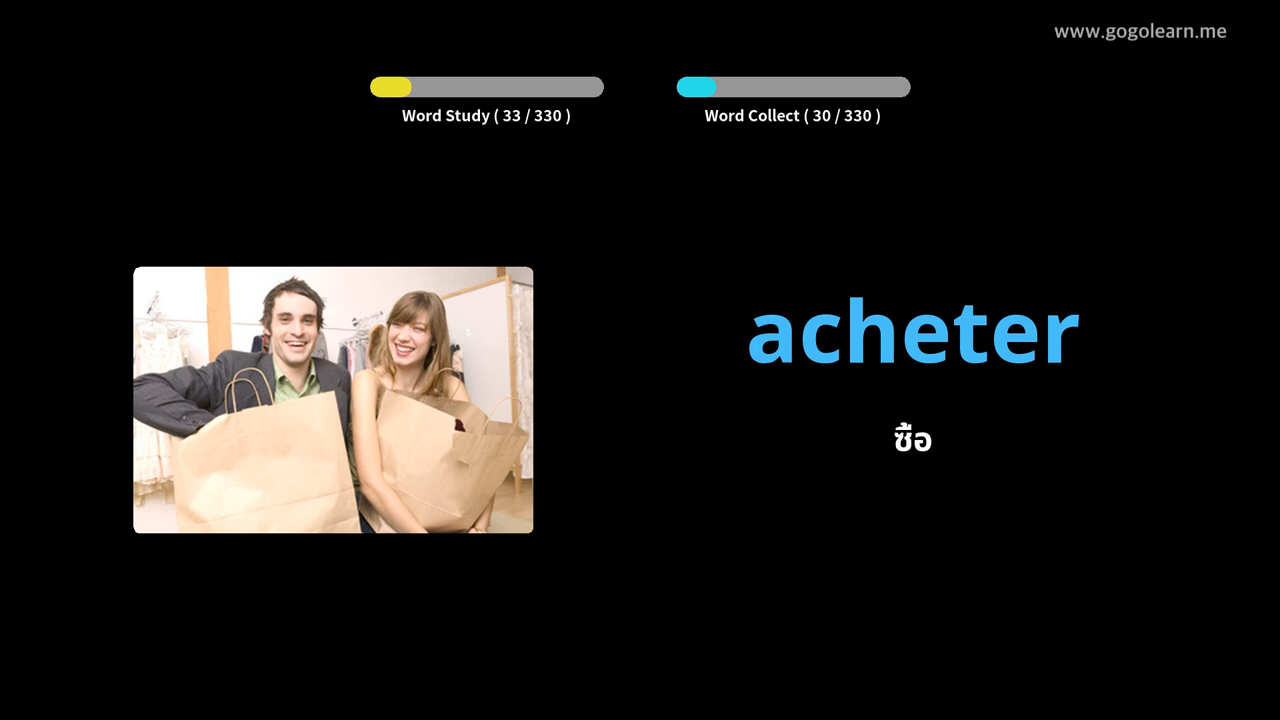 www.gogolearn.me
Word Study ( 33 / 330 )
Word Collect ( 30 / 330 )
acheter
ซื้อ